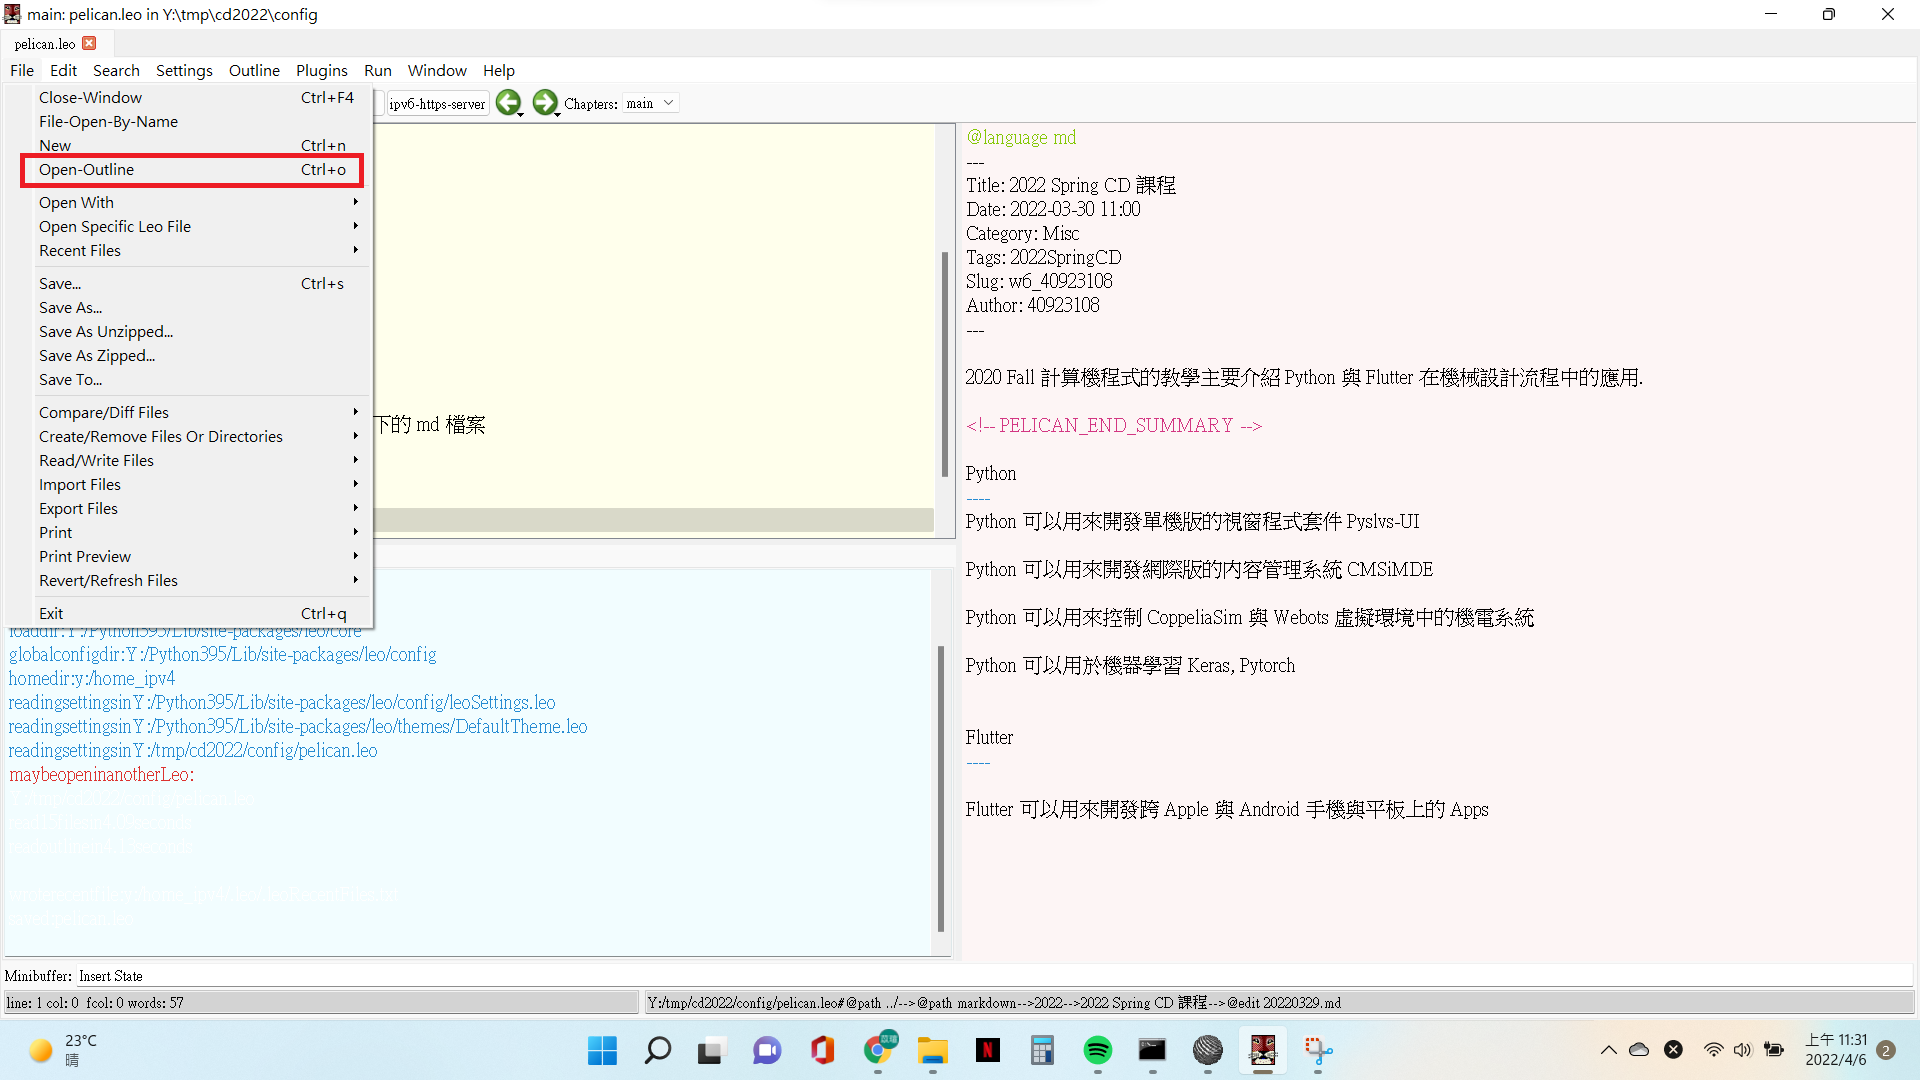 main: pelican.leo in Y:\tmp\cd2022\config
pelican.leo
File Edit Search Settings Outline Plugins Run Window Help
ipv6-https-server Chapters: main
Close-Window Ctrl+F4
File-Open-By-Name
New Ctrl+n
Open-Outline Ctrl+o
Open With
Open Specific Leo File
Recent Files
Save... Ctrl+s
Save As...
Save As Unzipped...
Save As Zipped...
Save To...
Compare/Diff Files
Create/Remove Files Or Directories
Read/Write Files
Import Files
Export Files
Print
Print Preview
Revert/Refresh Files
Exit Ctrl+q
下的 md 檔案
loaddir:Y:/Python395/Lib/site-packages/leo/core
globalconfigdir:Y:/Python395/Lib/site-packages/leo/config
homedir:y:/home_ipv4
readingsettingsinY:/Python395/Lib/site-packages/leo/config/leoSettings.leo
readingsettingsinY:/Python395/Lib/site-packages/leo/themes/DefaultTheme.leo
readingsettingsinY:/tmp/cd2022/config/pelican.leo
maybeopeninanotherLeo:
@language md
---
Title: 2022 Spring CD 課程
Date: 2022-03-30 11:00
Category: Misc
Tags: 2022SpringCD
Slug: w6_40923108
Author: 40923108
---
2020 Fall 計算機程式的教學主要介紹 Python 與 Flutter 在機械設計流程中的應用.
<!-- PELICAN_END_SUMMARY -->
Python
----
Python 可以用來開發單機版的視窗程式套件 Pyslvs-UI
Python 可以用來開發網際版的內容管理系統 CMSiMDE
Python 可以用來控制 CoppeliaSim 與 Webots 虛擬環境中的機電系統
Python 可以用於機器學習 Keras, Pytorch
Flutter
----
Flutter 可以用來開發跨 Apple 與 Android 手機與平板上的 Apps
Minibuffer: Insert State
line: 1 col: 0 fcol: 0 words: 57
Y:/tmp/cd2022/config/pelican.leo#@path ../-->@path markdown-->2022-->2022 Spring CD 課程-->@edit 20220329.md
23°C
晴
上午 11:31
2022/4/6
2